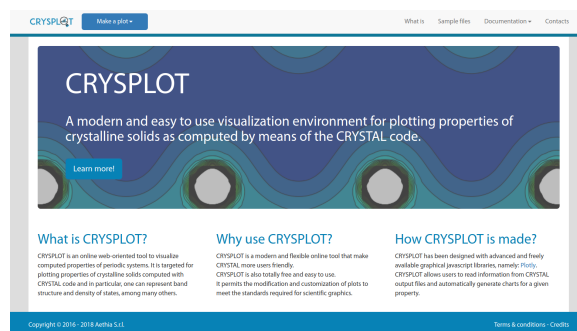 CRYSPLOT Make a plot What is Sample files Documentation Contacts
CRYSPLOT
A modern and easy to use visualization environment for plotting properties of
crystalline solids as computed by means of the CRYSTAL code.
Learn more!
What is CRYSPLOT?
CRYSPLOT is an online web-oriented tool to visualize
computed properties of periodic systems. It is targeted for
plotting properties of crystalline solids computed with
CRYSTAL code and in particular, one can represent band
structure and density of states, among many others.
Why use CRYSPLOT?
CRYSPLOT is a modern and flexible online tool that make
CRYSTAL more users friendly.
CRYSPLOT is also totally free and easy to use.
It permits the modification and customization of plots to
meet the standards required for scientific graphics.
How CRYSPLOT is made?
CRYSPLOT has been designed with advanced and freely
available graphical javascript libraries, namely: Plotly.
CRYSPLOT allows users to read information from CRYSTAL
output files and automatically generate charts for a given
property.
Copyright © 2016 - 2018 Aethia S.r.l. Terms & conditions - Credits